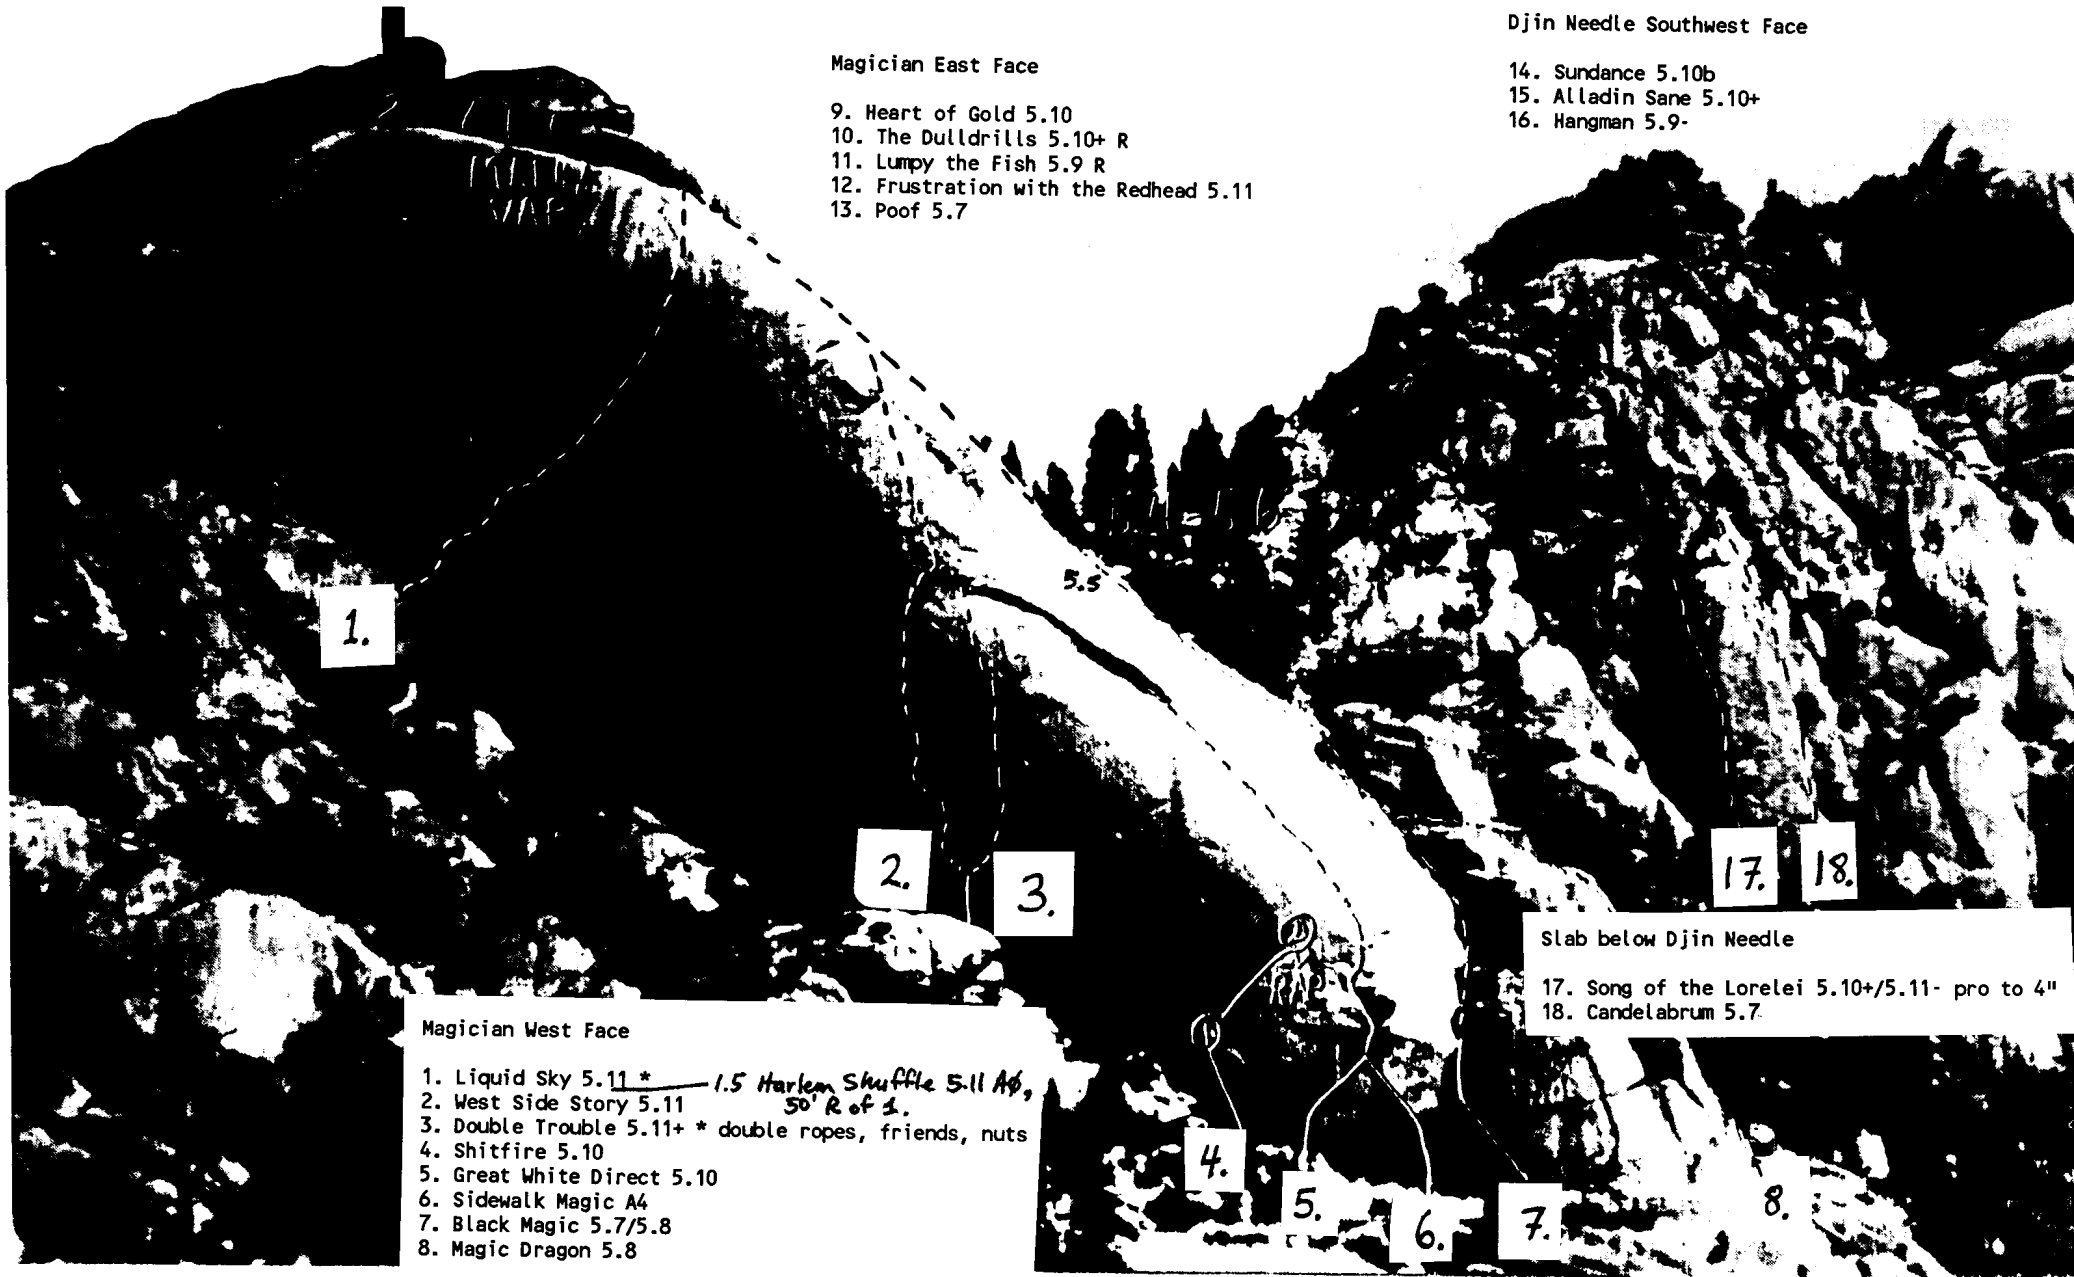 Djin Needle Southwest Face
14. Sundance 5.10b
15. Alladin Sane 5.10+
16. Hangman 5.9-
Magician East Face
9. Heart of Gold 5.10
10. The Dulldrills 5.10+ R
11. Lumpy the Fish 5.9 R
12. Frustration with the Redhead 5.11
13. Poof 5.7
5.5
1.
2.
3.
17.
18.
Slab below Djin Needle
17. Song of the Lorelei 5.10+/5.11- pro to 4"
18. Candelabrum 5.7
4.
5.
6.
7.
8.
Magician West Face
1. Liquid Sky 5.11 * 1.5 Harlem Shuffle 5.11 AØ,
50' R of 1.
2. West Side Story 5.11
3. Double Trouble 5.11+ * double ropes, friends, nuts
4. Shitfire 5.10
5. Great White Direct 5.10
6. Sidewalk Magic A4
7. Black Magic 5.7/5.8
8. Magic Dragon 5.8